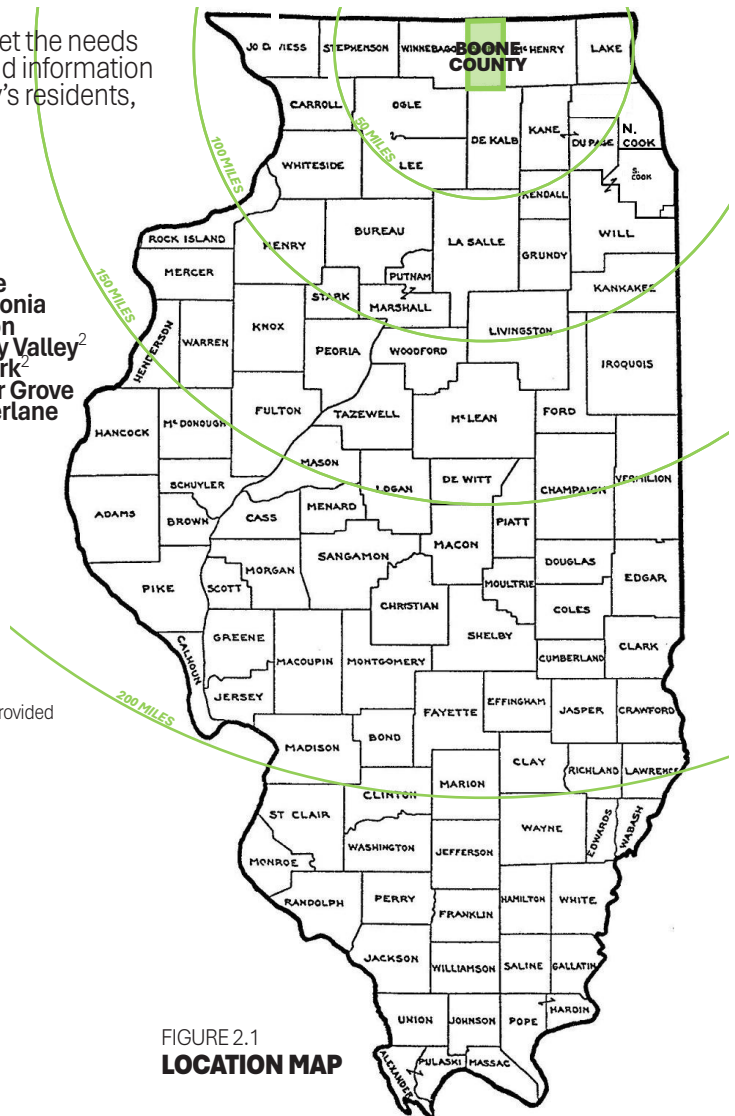 et the needs
d information
y's residents,
e
onia
on
y Valley2
rk2
r Grove
erlane
rovided
JO DAVIESS STEPHENSON WINNEBAGO BOONE COUNTY McHENRY LAKE
CARROLL OGLE DE KALB KANE DU PAGE N. COOK
S. COOK
50 MILES
100 MILES
WHITESIDE LEE KENDALL
ROCK ISLAND HENRY BUREAU LA SALLE GRUNDY WILL
MERCER PUTNAM KANKAKEE
150 MILES
STARK MARSHALL LIVINGSTON
HENDERSON WARREN KNOX PEORIA WOODFORD IROQUOIS
HANCOCK McDONOUGH FULTON TAZEWELL McLEAN FORD
MASON
SCHUYLER LOGAN DE WITT CHAMPAIGN VERMILION
ADAMS BROWN CASS MENARD PIATT
MACON
PIKE SCOTT MORGAN SANGAMON MOULTRIE DOUGLAS EDGAR
CHRISTIAN COLES
GREENE SHELBY
CALHOUN MACOUPIN MONTGOMERY CUMBERLAND CLARK
JERSEY FAYETTE EFFINGHAM JASPER CRAWFORD
200 MILES
MADISON BOND CLAY RICHLAND LAWRENCE
CLINTON MARION
ST CLAIR WAYNE EDWARDS WABASH
WASHINGTON JEFFERSON
MONROE
RANDOLPH PERRY FRANKLIN HAMILTON WHITE
JACKSON WILLIAMSON SALINE GALLATIN
UNION JOHNSON POPE HARDIN
ALEXANDER PULASKI MASSAC
FIGURE 2.1
LOCATION MAP